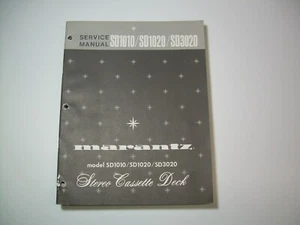 SERVICE
MANUAL SD1010/SD1020/SD3020
marantz
model SD1010/SD1020/SD3020
Stereo Cassette Deck